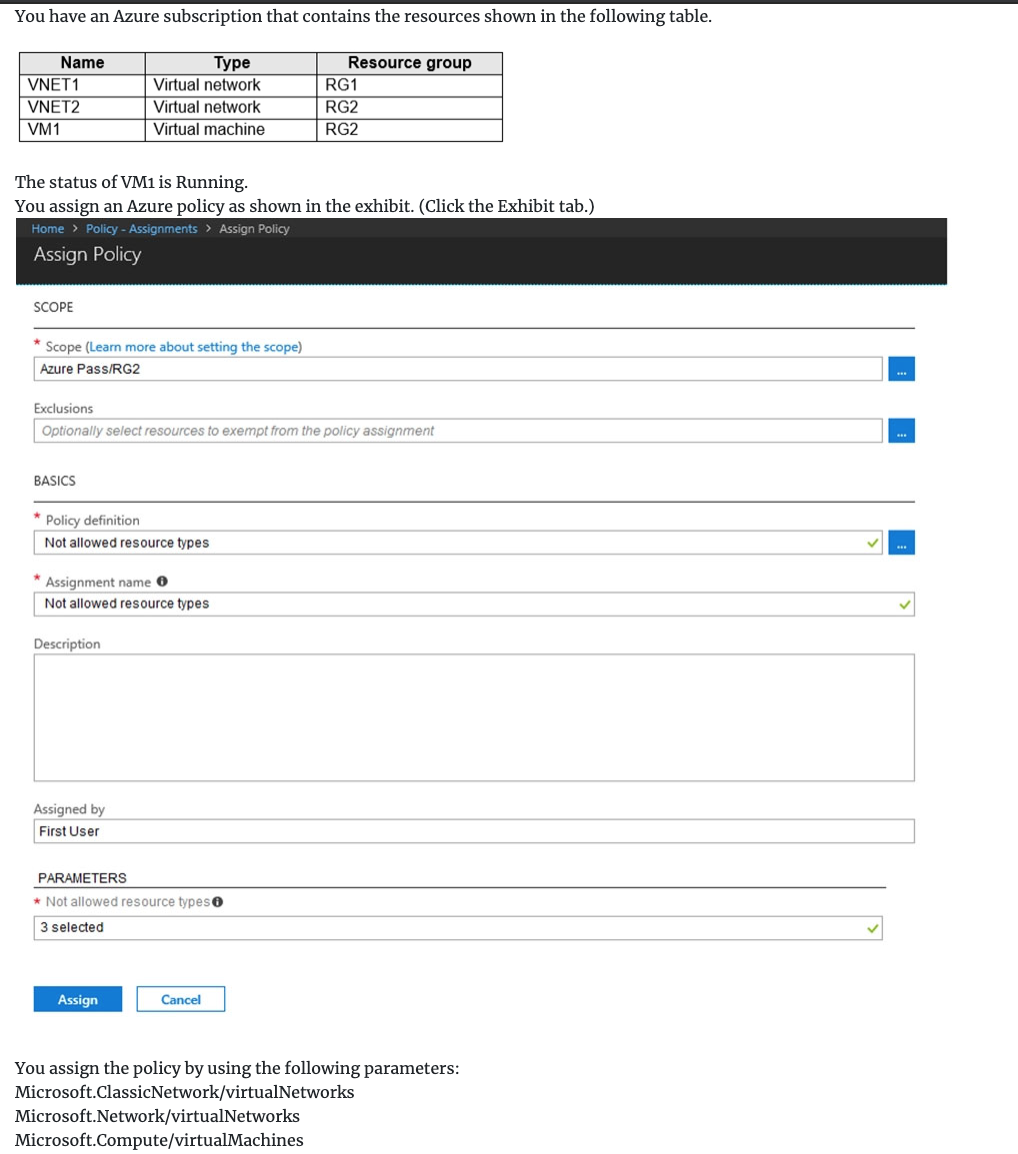 You have an Azure subscription that contains the resources shown in the following table.
Name Type Resource group
VNET1 Virtual network RG1
VNET2 Virtual network RG2
VM1 Virtual machine RG2
The status of VM1 is Running.
You assign an Azure policy as shown in the exhibit. (Click the Exhibit tab.)
Home > Policy - Assignments > Assign Policy
Assign Policy
SCOPE
* Scope (Learn more about setting the scope)
Azure Pass/RG2
...
Exclusions
Optionally select resources to exempt from the policy assignment
...
BASICS
* Policy definition
Not allowed resource types
...
* Assignment name
Not allowed resource types
Description
Assigned by
First User
PARAMETERS
* Not allowed resource types
3 selected
Assign Cancel
You assign the policy by using the following parameters:
Microsoft.ClassicNetwork/virtualNetworks
Microsoft.Network/virtualNetworks
Microsoft.Compute/virtualMachines